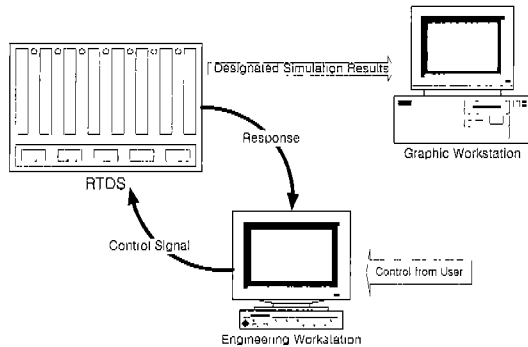 Designated Simulation Results
Response
Graphic Workstation
RTDS
Control Signal
Control from User
Engineering Workstation